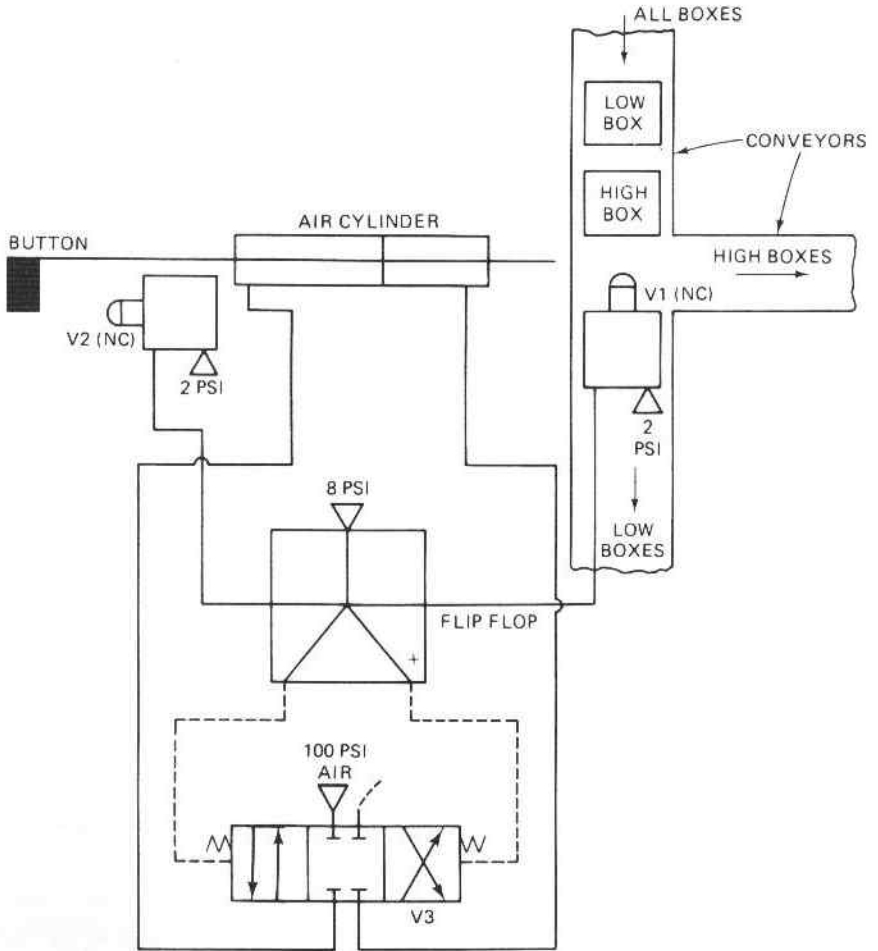 ALL BOXES
LOW
BOX
CONVEYORS
HIGH
BOX
AIR CYLINDER
BUTTON
HIGH BOXES
V1 (NC)
V2 (NC)
2 PSI
2
PSI
8 PSI
LOW
BOXES
FLIP FLOP
+
100 PSI
AIR
V3